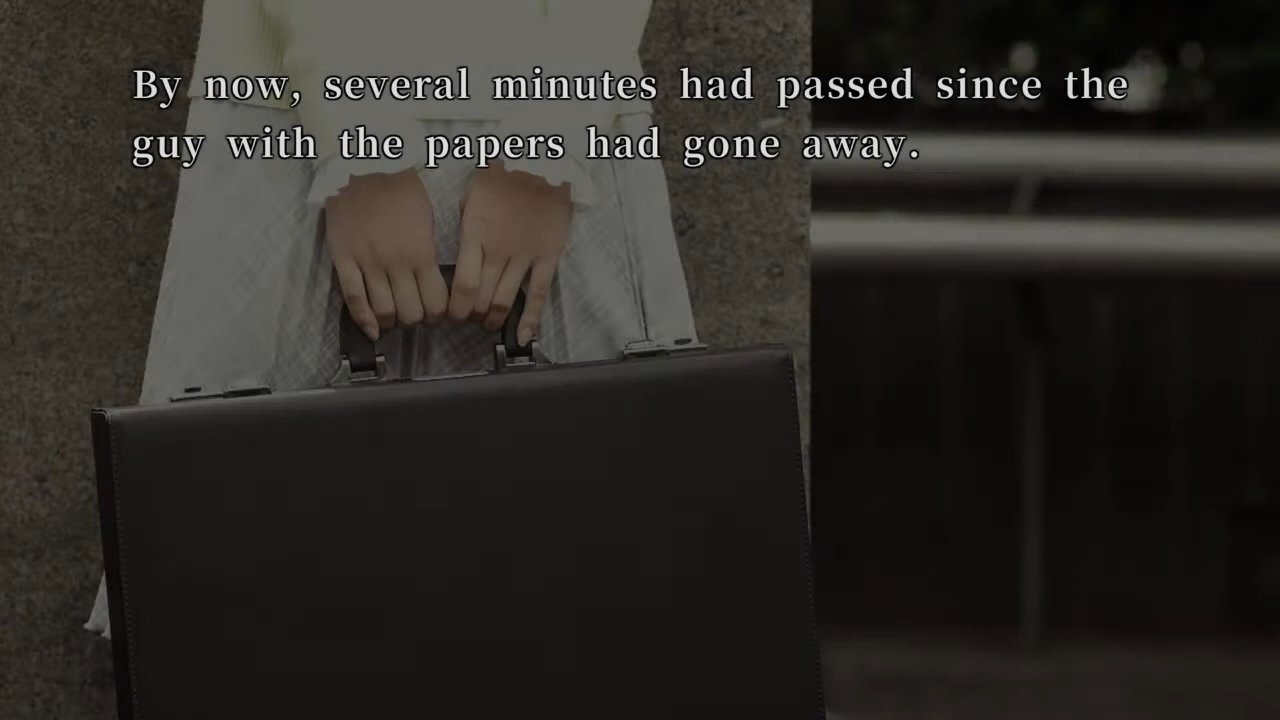 By now, several minutes had passed since the
guy with the papers had gone away.